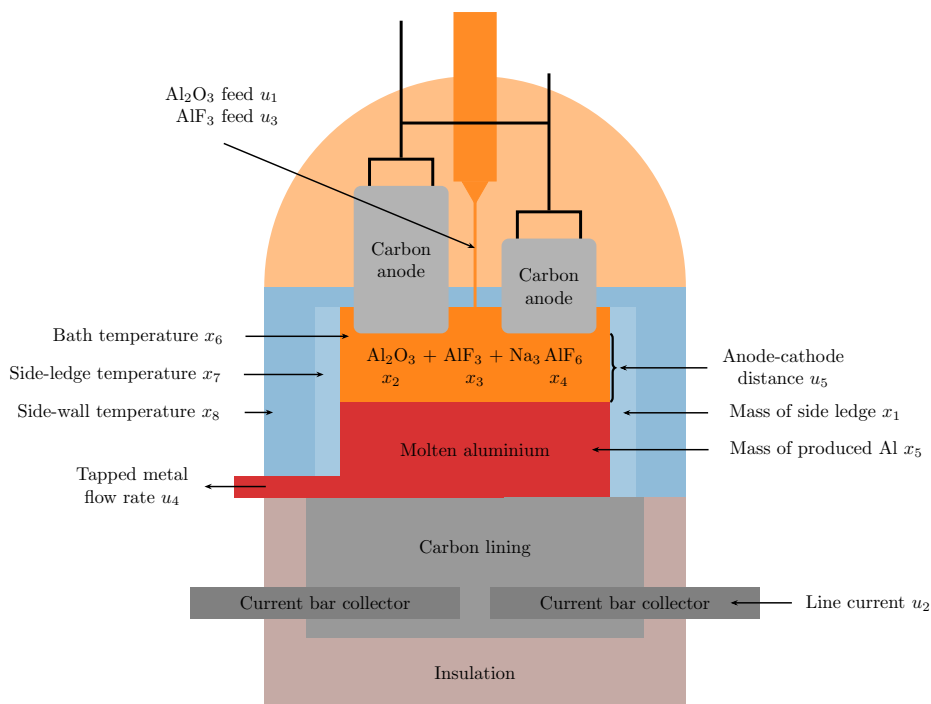 Al₂O₃ feed u₁
AlF₃ feed u₃
Carbon
anode
Carbon
anode
Bath temperature x₆
Al₂O₃ + AlF₃ + Na₃ AlF₆
x₂ x₃ x₄
Anode-cathode
distance u₅
Side-ledge temperature x₇
Side-wall temperature x₈
Mass of side ledge x₁
Molten aluminium
Mass of produced Al x₅
Tapped metal
flow rate u₄
Carbon lining
Current bar collector
Current bar collector
Line current u₂
Insulation